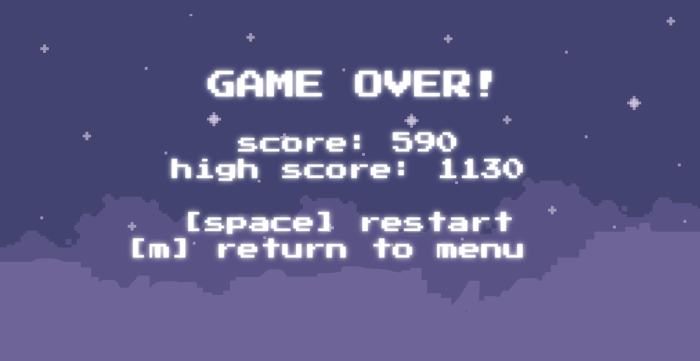 GAME OVER!
score: 590
high score: 1130
[space] restart
[m] return to menu